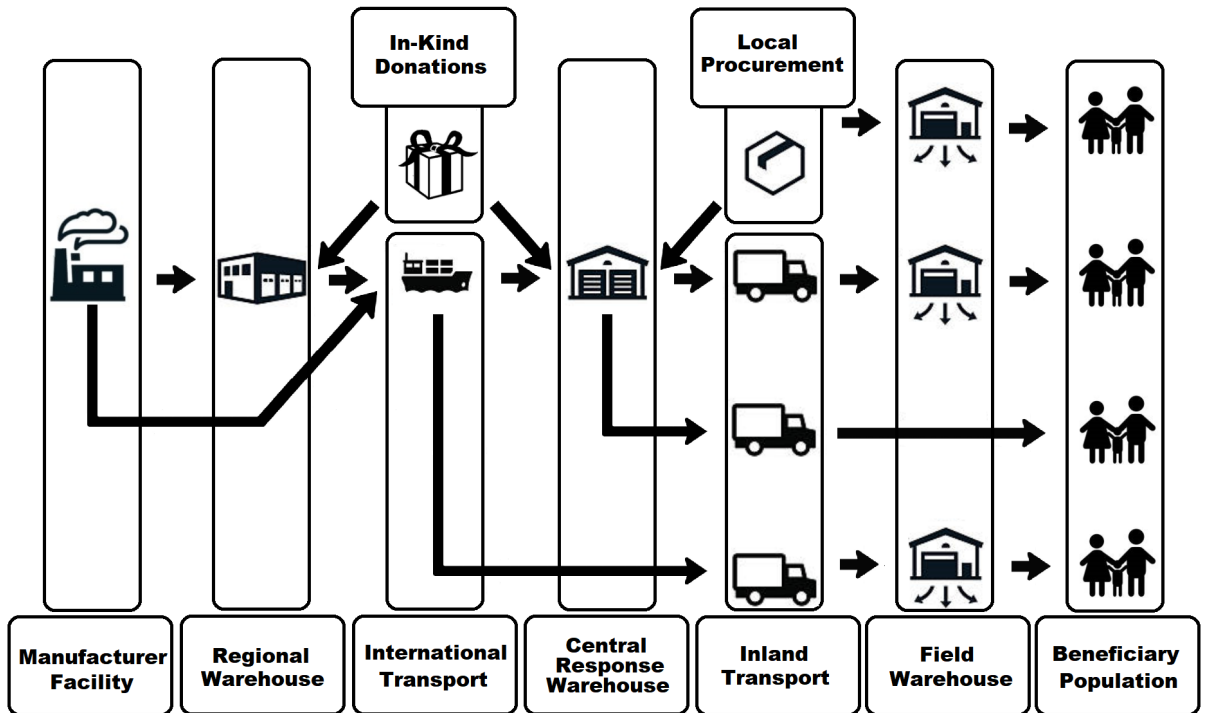 In-Kind
Donations
Local
Procurement
Manufacturer
Facility
Regional
Warehouse
International
Transport
Central
Response
Warehouse
Inland
Transport
Field
Warehouse
Beneficiary
Population